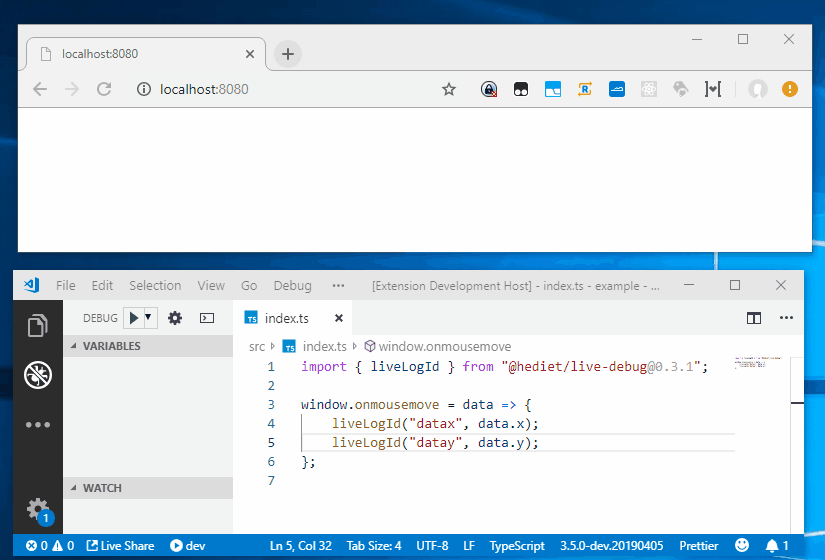 localhost:8080
localhost:8080
File Edit Selection View Go Debug ••• [Extension Development Host] - index.ts - example - ...
DEBUG
TS index.ts
VARIABLES
src TS index.ts window.onmousemove
1 import { liveLogId } from "@hediet/live-debug@0.3.1";
2
3 window.onmousemove = data => {
4 liveLogId("datax", data.x);
5 liveLogId("datay", data.y);
6 };
7
WATCH
1
0 0 Live Share dev Ln 5, Col 32 Tab Size: 4 UTF-8 LF TypeScript 3.5.0-dev.20190405 Prettier 1